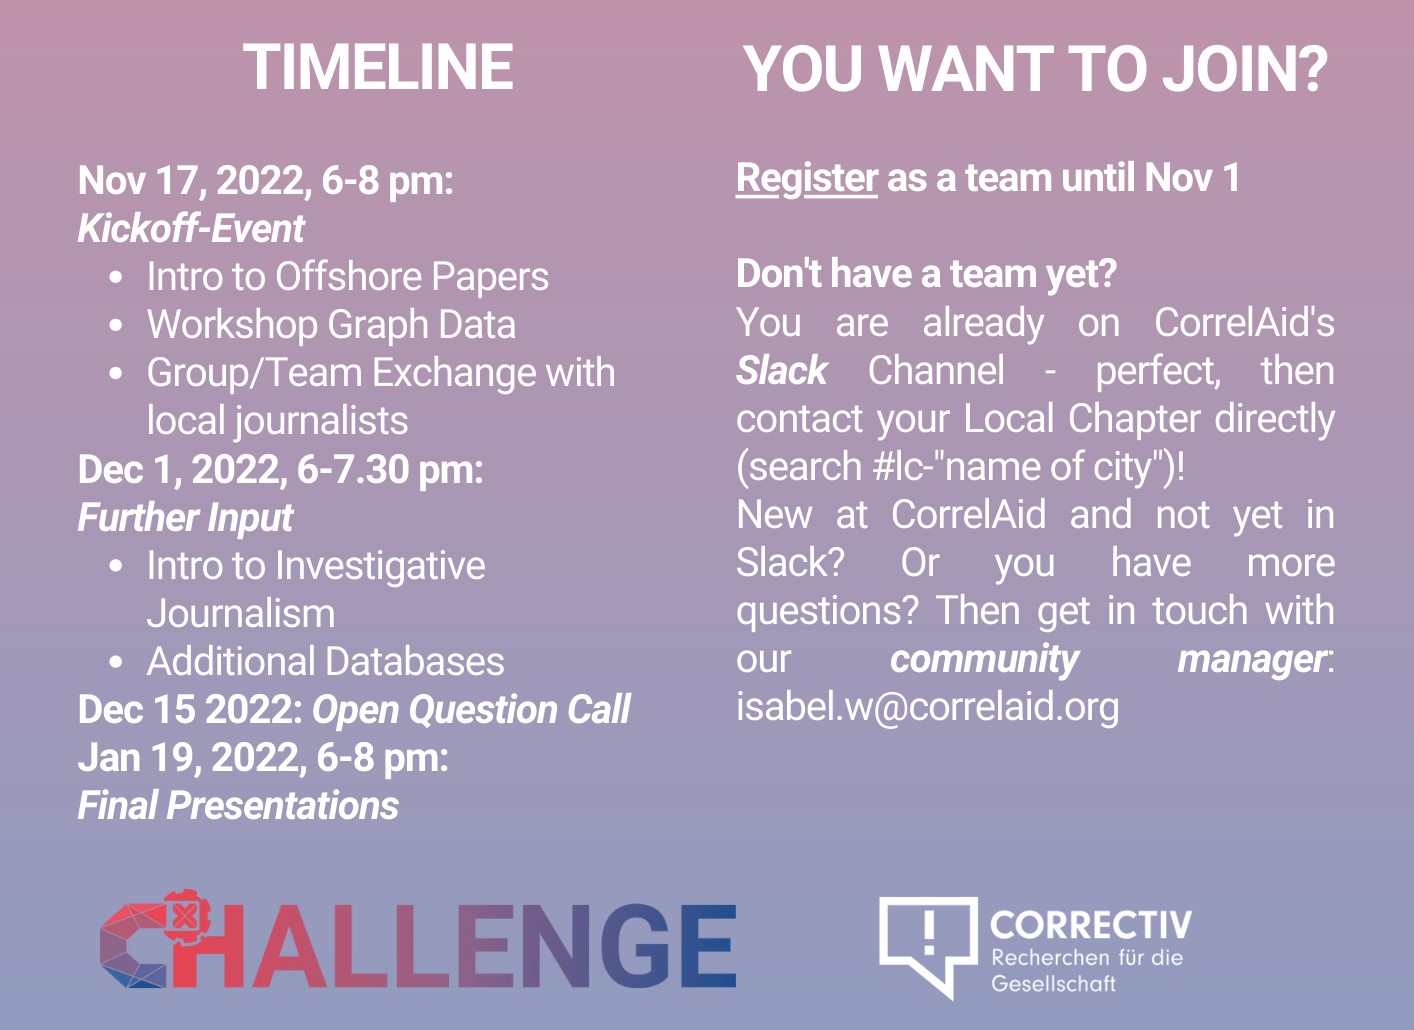 TIMELINE
Nov 17, 2022, 6-8 pm:
Kickoff-Event
• Intro to Offshore Papers
• Workshop Graph Data
• Group/Team Exchange with
local journalists
Dec 1, 2022, 6-7.30 pm:
Further Input
• Intro to Investigative
Journalism
• Additional Databases
Dec 15 2022: Open Question Call
Jan 19, 2022, 6-8 pm:
Final Presentations
YOU WANT TO JOIN?
Register as a team until Nov 1
Don't have a team yet?
You are already on CorrelAid's
Slack Channel - perfect, then
contact your Local Chapter directly
(search #lc-"name of city")!
New at CorrelAid and not yet in
Slack? Or you have more
questions? Then get in touch with
our community manager:
isabel.w@correlaid.org
CHALLENGE
! CORRECTIV
Recherchen für die
Gesellschaft